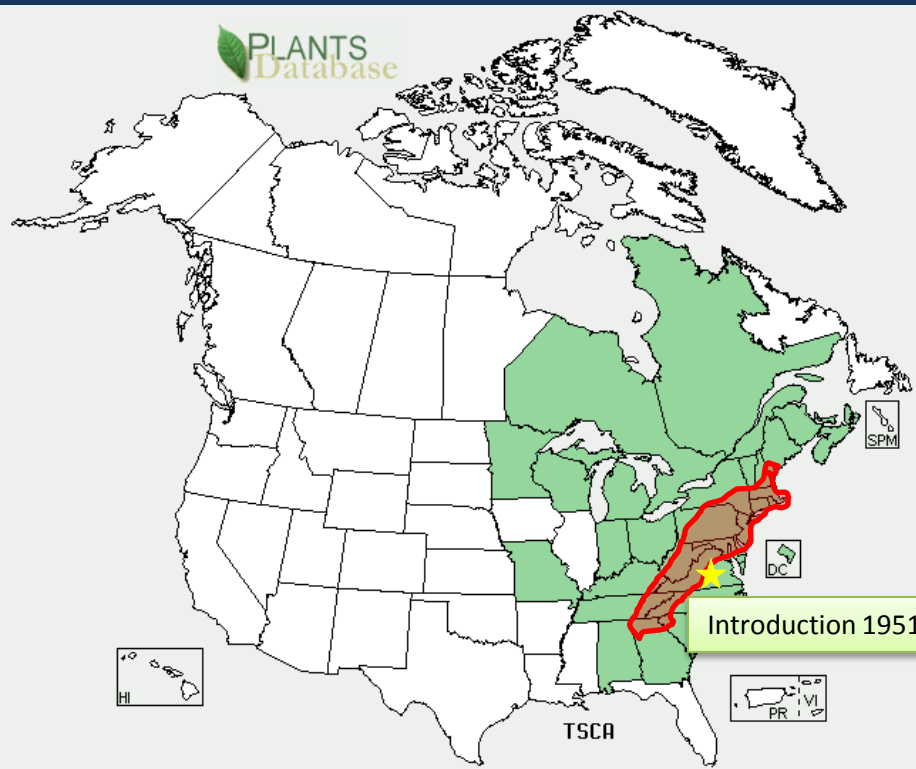 PLANTS
Database
SPM
DC
Introduction 1951
HI
PR
VI
TSCA